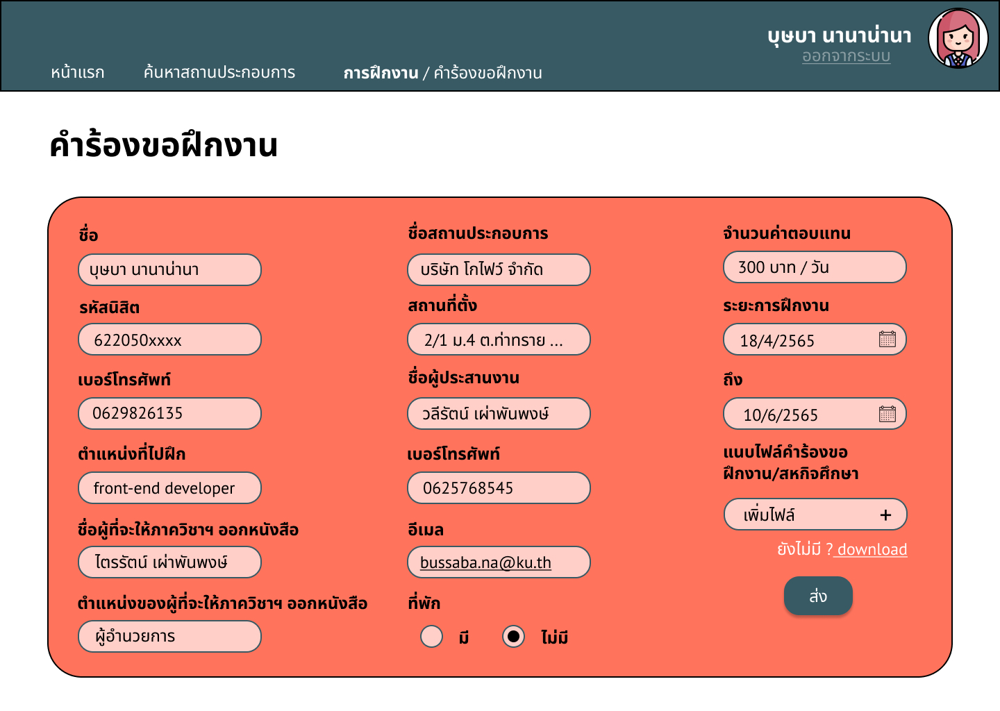 บุษบา นานาน่านา
ออกจากระบบ
หน้าแรก ค้นหาสถานประกอบการ การฝึกงาน / คำร้องขอฝึกงาน
คำร้องขอฝึกงาน
ชื่อ
บุษบา นานาน่านา
รหัสนิสิต
622050xxxx
เบอร์โทรศัพท์
0629826135
ตำแหน่งที่ไปฝึก
front-end developer
ชื่อผู้ที่จะให้ภาควิชาฯ ออกหนังสือ
ไตรรัตน์ เผ่าพันพงษ์
ตำแหน่งของผู้ที่จะให้ภาควิชาฯ ออกหนังสือ
ผู้อำนวยการ
ชื่อสถานประกอบการ
บริษัท โกไฟว์ จำกัด
สถานที่ตั้ง
2/1 ม.4 ต.ท่าทราย ...
ชื่อผู้ประสานงาน
วลีรัตน์ เผ่าพันพงษ์
เบอร์โทรศัพท์
0625768545
อีเมล
bussaba.na@ku.th
ที่พัก
มี ไม่มี
จำนวนค่าตอบแทน
300 บาท / วัน
ระยะการฝึกงาน
18/4/2565
ถึง
10/6/2565
แนบไฟล์คำร้องขอ
ฝึกงาน/สหกิจศึกษา
เพิ่มไฟล์ +
ยังไม่มี ? download
ส่ง